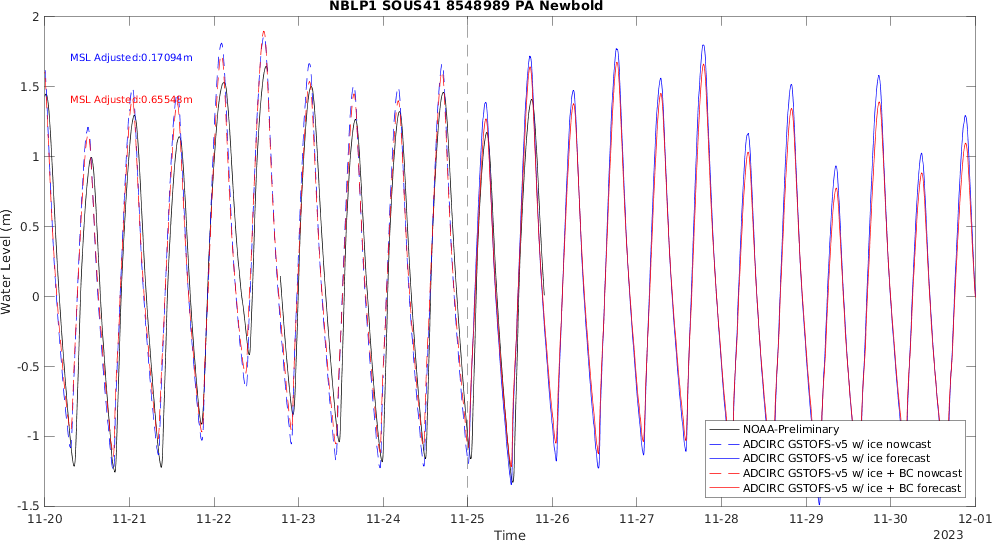 NBLP1 SOUS41 8548989 PA Newbold
2
1.5
1
0.5
0
-0.5
-1
-1.5
Water Level (m)
MSL Adjusted:0.17094m
MSL Adjusted:0.65543m
NOAA-Preliminary
ADCIRC GSTOFS-v5 w/ ice nowcast
ADCIRC GSTOFS-v5 w/ ice forecast
ADCIRC GSTOFS-v5 w/ ice + BC nowcast
ADCIRC GSTOFS-v5 w/ ice + BC forecast
11-20 11-21 11-22 11-23 11-24 11-25 11-26 11-27 11-28 11-29 11-30 12-01
Time
2023